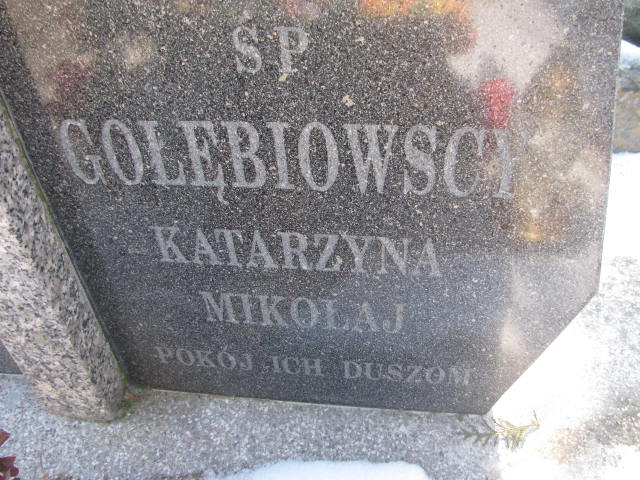 ŚP
GOŁĘBIOWSCY
KATARZYNA
MIKOŁAJ
POKÓJ ICH DUSZOM